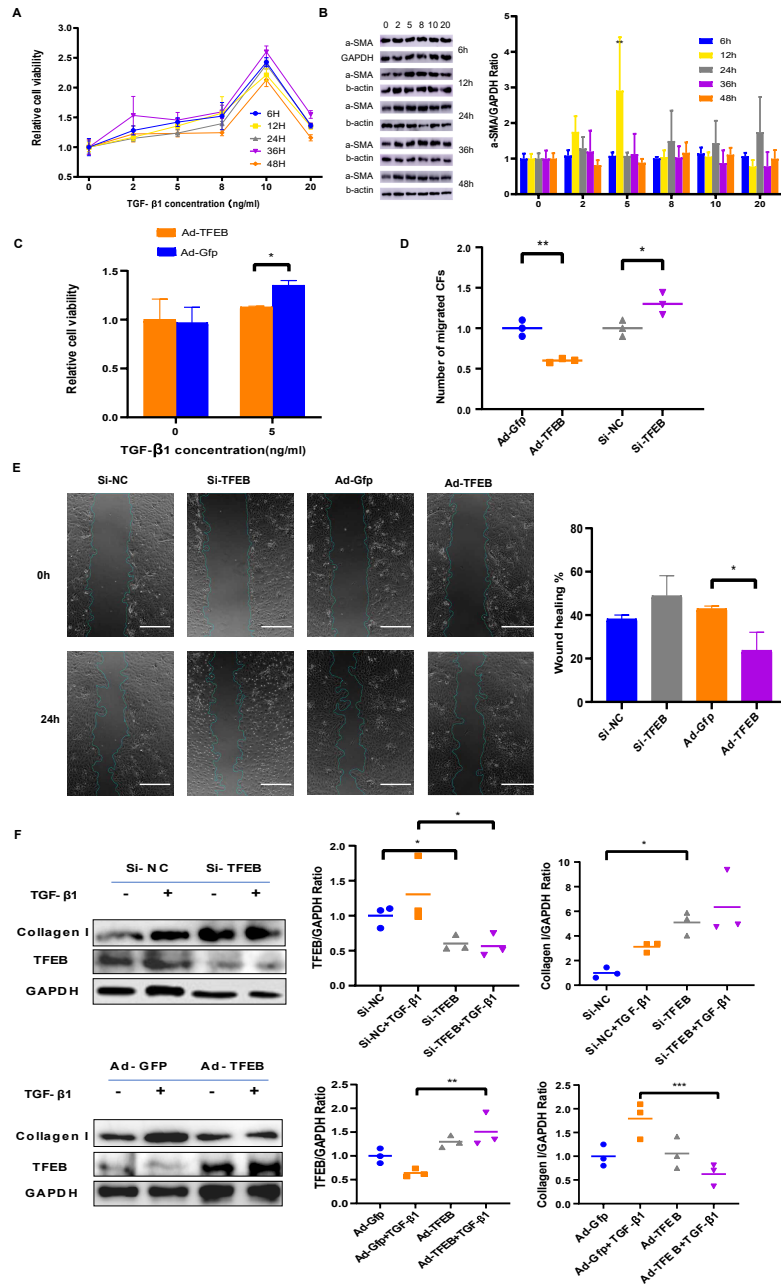 A
Relative cell viability
3.0
2.5
2.0
1.5
1.0
0.5
0 2 5 8 10 20
TGF- β1 concentration (ng/ml)
6H
12H
24H
36H
48H
B
0 2 5 8 10 20
a-SMA
GAPDH
6h
a-SMA
b-actin
12h
a-SMA
b-actin
24h
a-SMA
b-actin
36h
a-SMA
b-actin
48h
a-SMA/GAPDH Ratio
5
4
3
2
1
0
**
0 2 5 8 10 20
6h
12h
24h
36h
48h
C
Ad-TFEB
Ad-Gfp
*
Relative cell viability
1.5
1.0
0.5
0.0
0 5
TGF-β1 concentration(ng/ml)
D
** *
Number of migrated CFs
2.0
1.5
1.0
0.5
0.0
Ad-Gfp
Ad-TFEB
Si-NC
Si-TFEB
E
Si-NC Si-TFEB Ad-Gfp Ad-TFEB
0h
24h
Wound healing %
80
60
40
20
0
*
Si-NC
Si-TFEB
Ad-Gfp
Ad-TFEB
F
Si- NC Si- TFEB
TGF- β1 - + - +
Collagen I
TFEB
GAPDH
TFEB/GAPDH Ratio
2.0
1.5
1.0
0.5
0.0
*
*
Si-NC
Si-NC+TGF-β1
Si-TFEB
Si-TFEB+TGF-β1
Collagen I/GAPDH Ratio
10
8
6
4
2
0
*
Si-NC
Si-NC+TGF-β1
Si-TFEB
Si-TFEB+TGF-β1
Ad- GFP Ad- TFEB
TGF- β1 - + - +
Collagen I
TFEB
GAPDH
TFEB/GAPDH Ratio
2.5
2.0
1.5
1.0
0.5
0.0
**
Ad-Gfp
Ad-Gfp+TGF-β1
Ad-TFEB
Ad-TFEB+TGF-β1
Collagen I/GAPDH Ratio
2.5
2.0
1.5
1.0
0.5
0.0
***
Ad-Gfp
Ad-Gfp+TGF-β1
Ad-TFEB
Ad-TFEB+TGF-β1